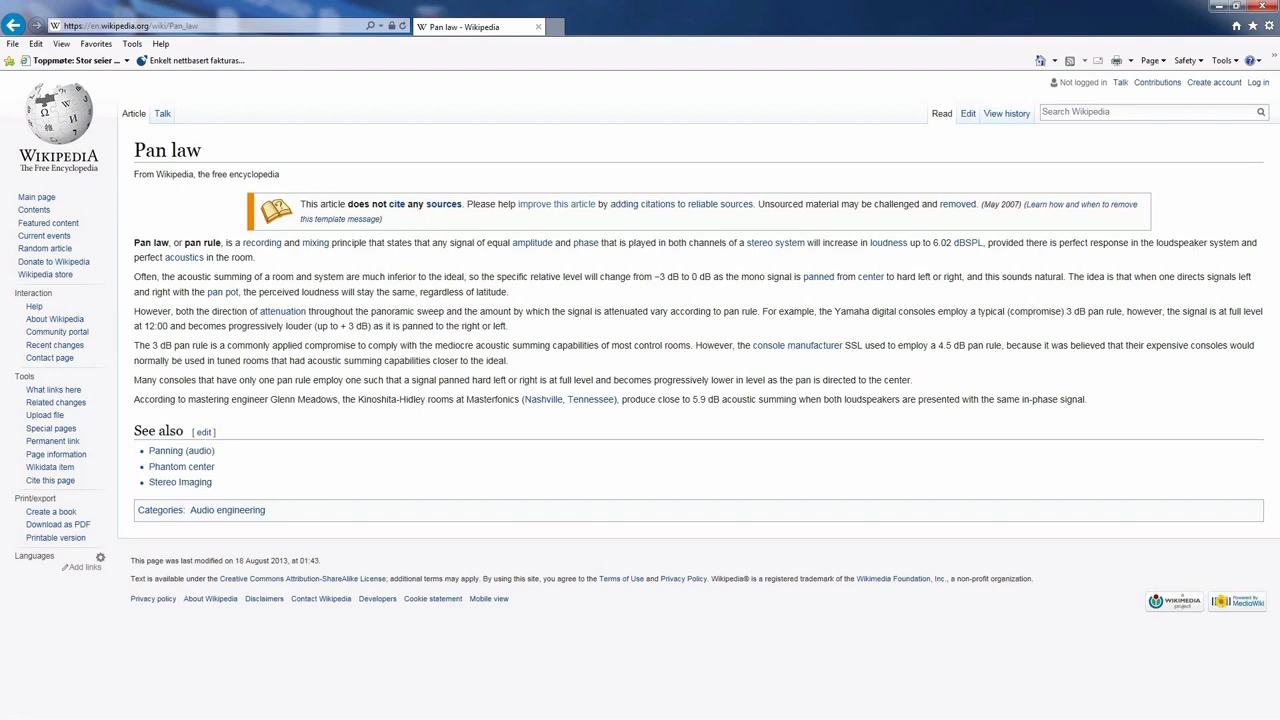 https://en.wikipedia.org/wiki/Pan_law
Pan law - Wikipedia
File Edit View Favorites Tools Help
Toppmøte: Stor seier ... Enkelt nettbasert fakturas...
Page Safety Tools
Not logged in Talk Contributions Create account Log in
Article Talk
Read Edit View history Search Wikipedia
WIKIPEDIA
The Free Encyclopedia
Main page
Contents
Featured content
Current events
Random article
Donate to Wikipedia
Wikipedia store
Interaction
Help
About Wikipedia
Community portal
Recent changes
Contact page
Tools
What links here
Related changes
Upload file
Special pages
Permanent link
Page information
Wikidata item
Cite this page
Print/export
Create a book
Download as PDF
Printable version
Languages
Add links
Pan law
From Wikipedia, the free encyclopedia
This article does not cite any sources. Please help improve this article by adding citations to reliable sources. Unsourced material may be challenged and removed. (May 2007) (Learn how and when to remove
this template message)
Pan law, or pan rule, is a recording and mixing principle that states that any signal of equal amplitude and phase that is played in both channels of a stereo system will increase in loudness up to 6.02 dBSPL, provided there is perfect response in the loudspeaker system and
perfect acoustics in the room.
Often, the acoustic summing of a room and system are much inferior to the ideal, so the specific relative level will change from −3 dB to 0 dB as the mono signal is panned from center to hard left or right, and this sounds natural. The idea is that when one directs signals left
and right with the pan pot, the perceived loudness will stay the same, regardless of latitude.
However, both the direction of attenuation throughout the panoramic sweep and the amount by which the signal is attenuated vary according to pan rule. For example, the Yamaha digital consoles employ a typical (compromise) 3 dB pan rule, however, the signal is at full level
at 12:00 and becomes progressively louder (up to + 3 dB) as it is panned to the right or left.
The 3 dB pan rule is a commonly applied compromise to comply with the mediocre acoustic summing capabilities of most control rooms. However, the console manufacturer SSL used to employ a 4.5 dB pan rule, because it was believed that their expensive consoles would
normally be used in tuned rooms that had acoustic summing capabilities closer to the ideal.
Many consoles that have only one pan rule employ one such that a signal panned hard left or right is at full level and becomes progressively lower in level as the pan is directed to the center.
According to mastering engineer Glenn Meadows, the Kinoshita-Hidley rooms at Masterfonics (Nashville, Tennessee), produce close to 5.9 dB acoustic summing when both loudspeakers are presented with the same in-phase signal.
See also [ edit ]
Panning (audio)
Phantom center
Stereo Imaging
Categories: Audio engineering
This page was last modified on 18 August 2013, at 01:43.
Text is available under the Creative Commons Attribution-ShareAlike License; additional terms may apply. By using this site, you agree to the Terms of Use and Privacy Policy. Wikipedia® is a registered trademark of the Wikimedia Foundation, Inc., a non-profit organization.
Privacy policy About Wikipedia Disclaimers Contact Wikipedia Developers Cookie statement Mobile view
A WIKIMEDIA project
Powered By MediaWiki